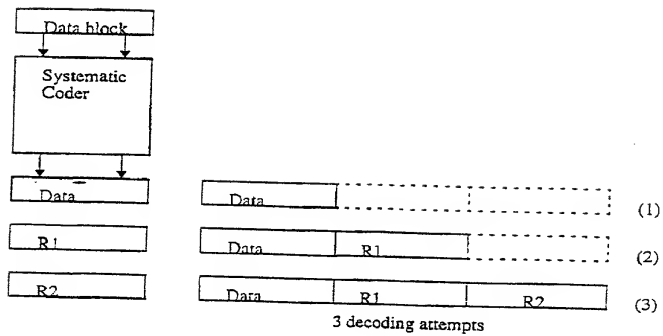 Data block
Systematic
Coder
Data
Data
(1)
R1
Data R1
(2)
R2
Data R1 R2
(3)
3 decoding attempts